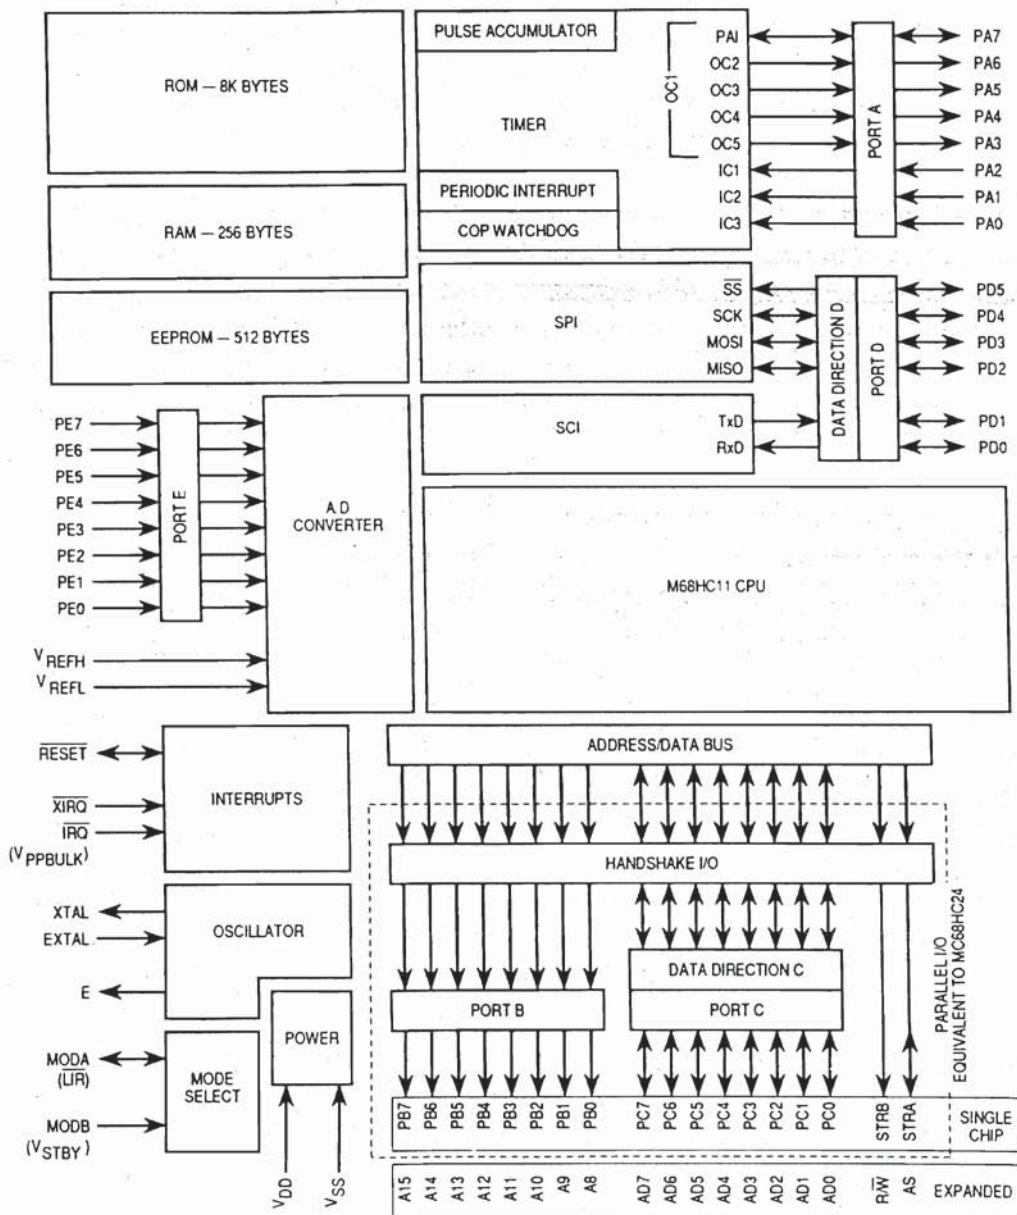 ROM — 8K BYTES
RAM — 256 BYTES
EEPROM — 512 BYTES
PULSE ACCUMULATOR
TIMER
PERIODIC INTERRUPT
COP WATCHDOG
OC1
PAI
OC2
OC3
OC4
OC5
IC1
IC2
IC3
PORT A
PA7
PA6
PA5
PA4
PA3
PA2
PA1
PA0
SPI
SS
SCK
MOSI
MISO
SCI
TxD
RxD
DATA DIRECTION D
PORT D
PD5
PD4
PD3
PD2
PD1
PD0
PE7
PE6
PE5
PE4
PE3
PE2
PE1
PE0
PORT E
A.D
CONVERTER
V REFH
V REFL
M68HC11 CPU
RESET
XIRQ
IRQ
(VPPBULK)
INTERRUPTS
XTAL
EXTAL
E
OSCILLATOR
MODA
(LIR)
MODB
(VSTBY)
MODE
SELECT
POWER
VDD
VSS
ADDRESS/DATA BUS
HANDSHAKE I/O
DATA DIRECTION C
PORT B
PORT C
PARALLEL I/O
EQUIVALENT TO MC68HC24
PB7 PB6 PB5 PB4 PB3 PB2 PB1 PB0 PC7 PC6 PC5 PC4 PC3 PC2 PC1 PC0 STRB STRA
SINGLE
CHIP
A15 A14 A13 A12 A11 A10 A9 A8 AD7 AD6 AD5 AD4 AD3 AD2 AD1 AD0 R/W AS
EXPANDED